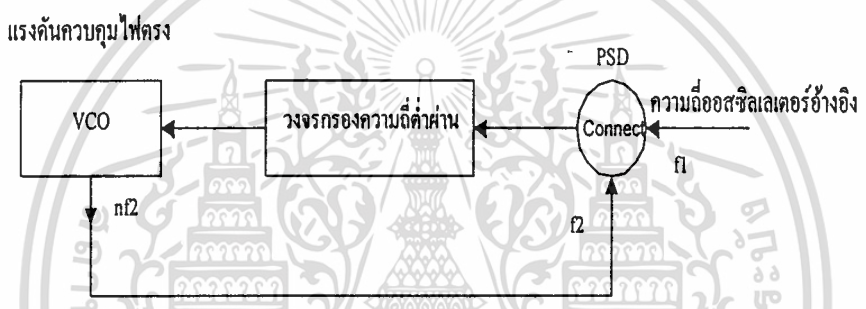 แรงดันควบคุมไฟตรง
PSD
VCO
วงจรกรองความถี่ต่ำผ่าน
Connect
ความถี่ออสซิลเลเตอร์อ้างอิง
f1
nf2
f2